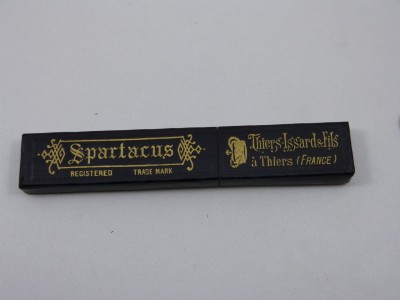 Spartacus
REGISTERED TRADE MARK
Thiers-Issard & Fils
à Thiers (FRANCE)